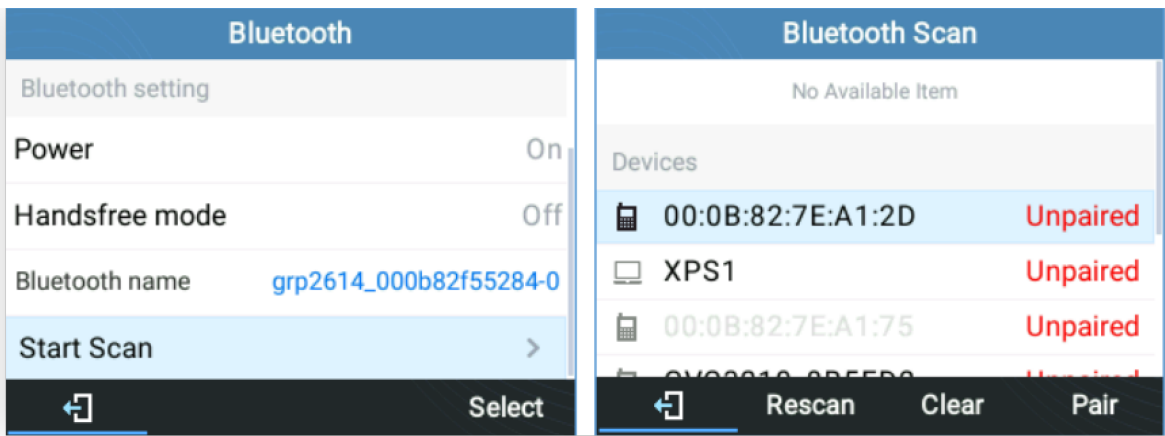 Bluetooth
Bluetooth setting
Power On
Handsfree mode Off
Bluetooth name grp2614_000b82f55284-0
Start Scan
Select
Bluetooth Scan
No Available Item
Devices
00:0B:82:7E:A1:2D Unpaired
XPS1 Unpaired
00:0B:82:7E:A1:75 Unpaired
Rescan Clear Pair